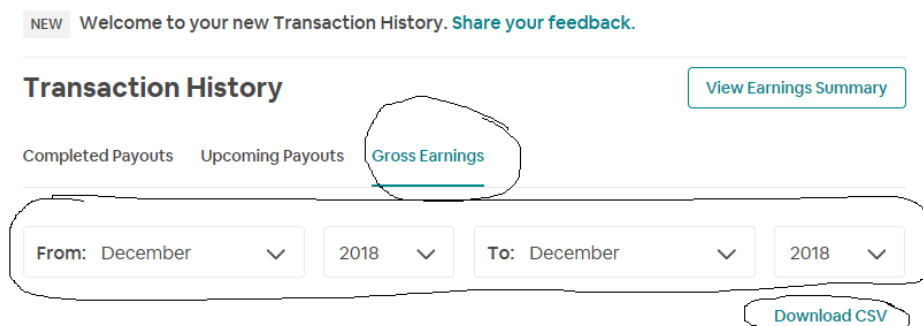 NEW Welcome to your new Transaction History. Share your feedback.
Transaction History
View Earnings Summary
Completed Payouts Upcoming Payouts Gross Earnings
From: December 2018 To: December 2018
Download CSV